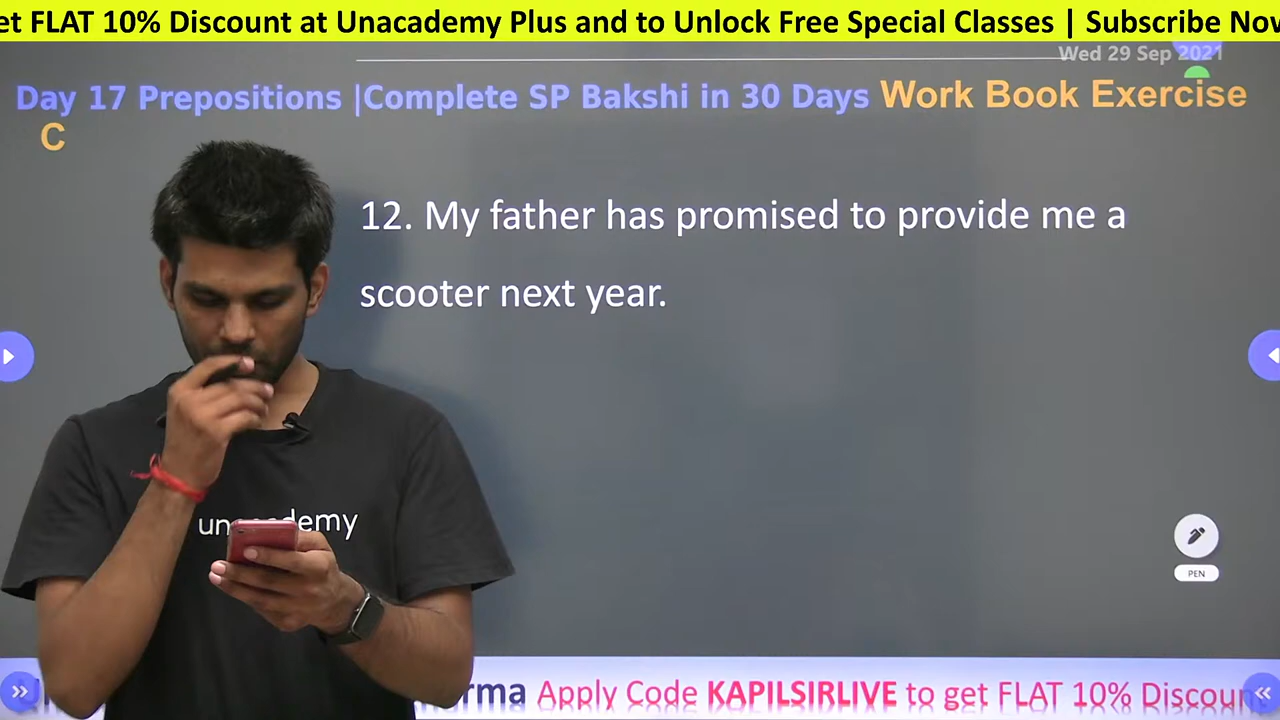 et FLAT 10% Discount at Unacademy Plus and to Unlock Free Special Classes | Subscribe Nov
Wed 29 Sep 2021
Day 17 Prepositions |Complete SP Bakshi in 30 Days Work Book Exercise
C
12. My father has promised to provide me a
scooter next year.
unacademy
PEN
rma Apply Code KAPILSIRLIVE to get FLAT 10% Discoun